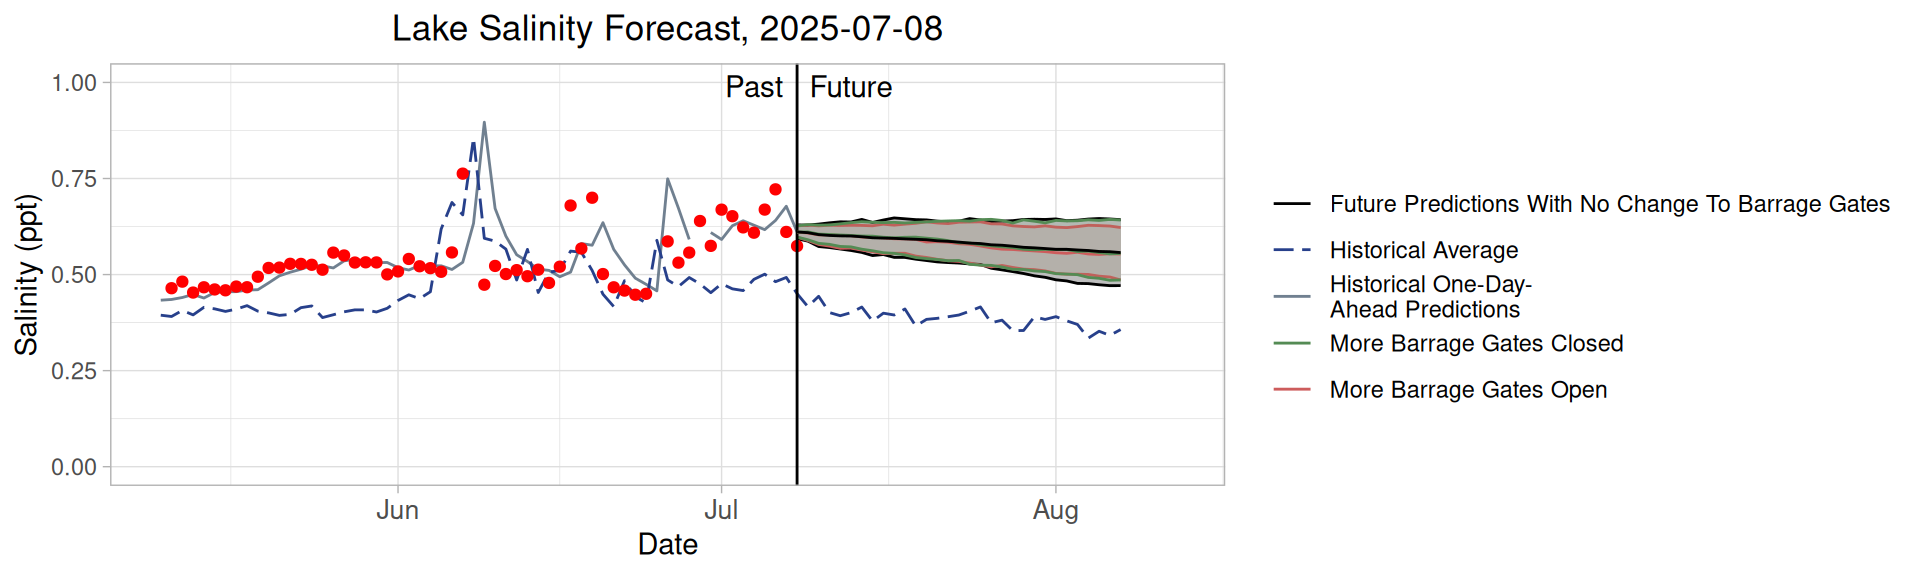 Lake Salinity Forecast, 2025-07-08
Past
Future
1.00
0.75
0.50
0.25
0.00
Salinity (ppt)
Jun
Jul
Aug
Date
Future Predictions With No Change To Barrage Gates
Historical Average
Historical One-Day-
Ahead Predictions
More Barrage Gates Closed
More Barrage Gates Open